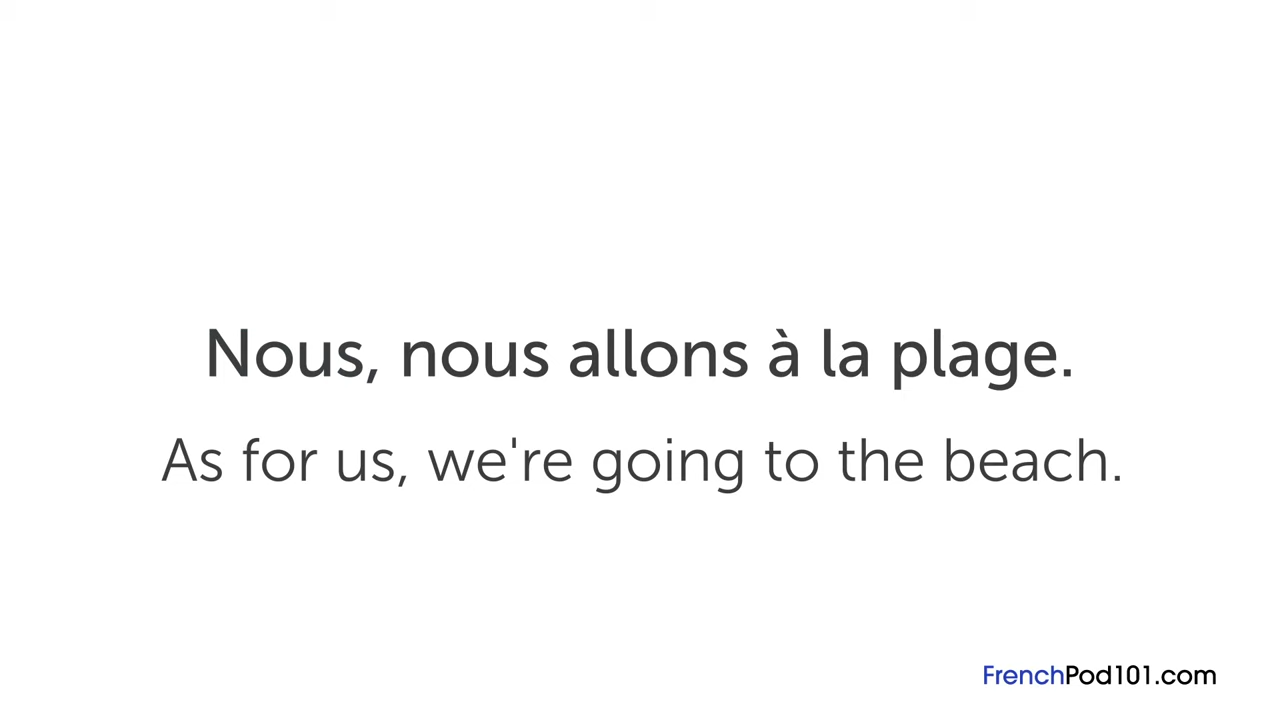 Nous, nous allons à la plage.
As for us, we're going to the beach.
FrenchPod101.com